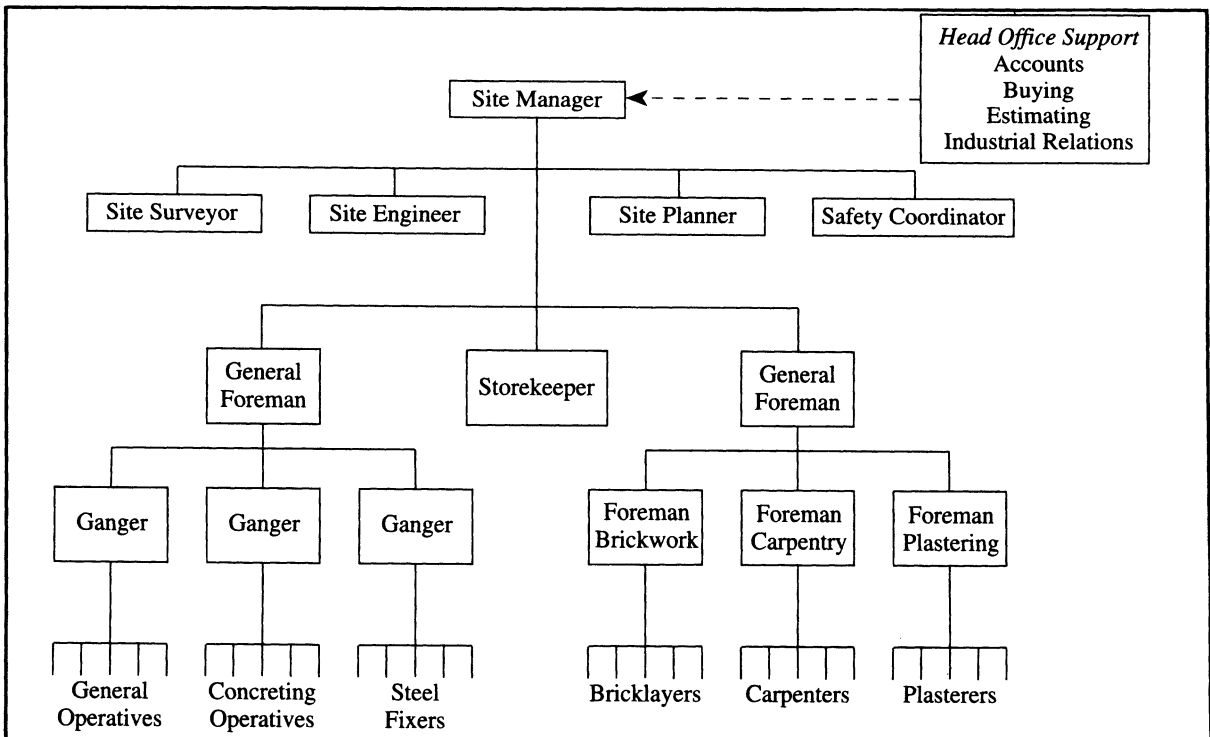 Head Office Support
Accounts
Buying
Estimating
Industrial Relations
Site Manager
Site Surveyor
Site Engineer
Site Planner
Safety Coordinator
General
Foreman
Storekeeper
General
Foreman
Ganger
Ganger
Ganger
Foreman
Brickwork
Foreman
Carpentry
Foreman
Plastering
General
Operatives
Concreting
Operatives
Steel
Fixers
Bricklayers
Carpenters
Plasterers